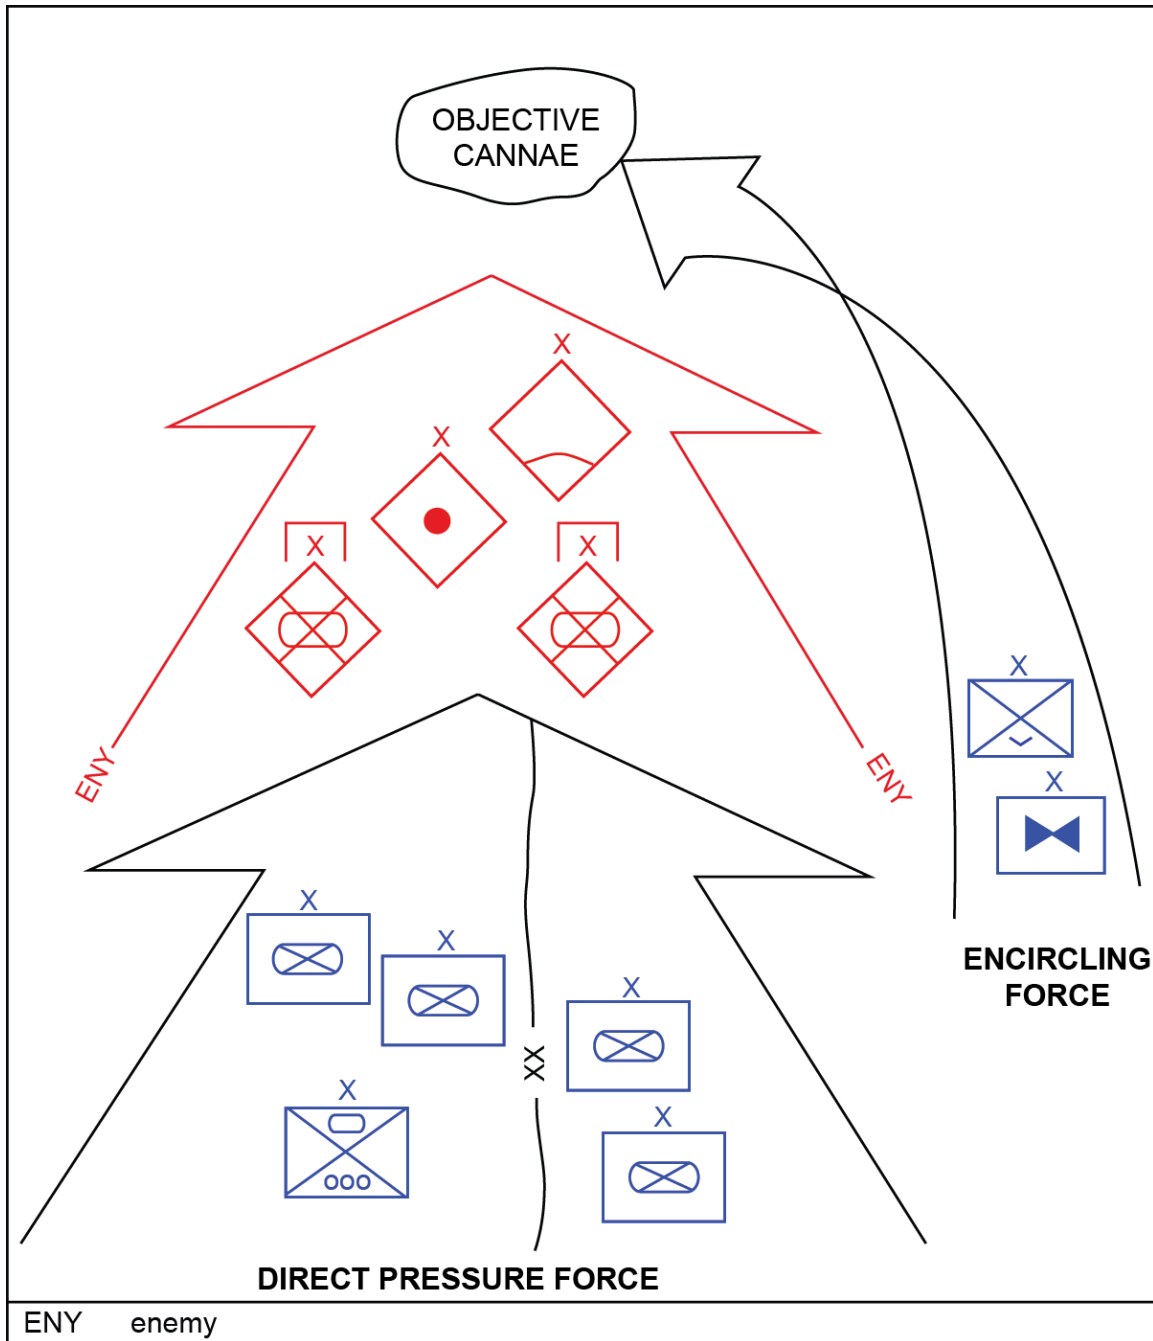 OBJECTIVE
CANNAE
X
X
X
X
ENY
ENY
X
X
ENCIRCLING
FORCE
X
X
X
XX
X
X
DIRECT PRESSURE FORCE
ENY enemy